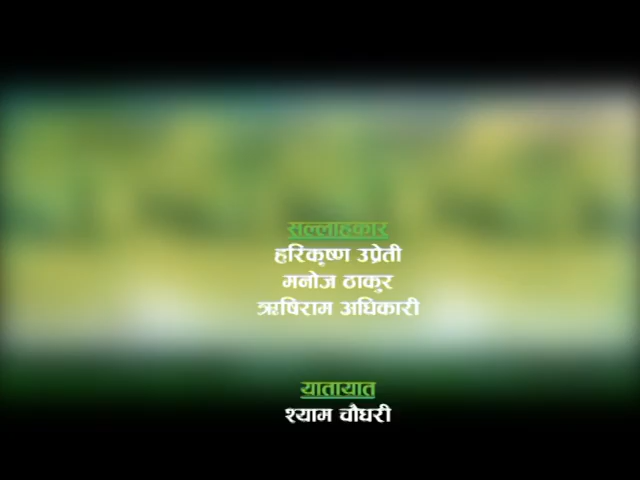 सल्लाहकार
हरिकृष्ण उप्रेती
मनोज ठाकुर
ऋषिराम अधिकारी
यातायात
श्याम चौधरी